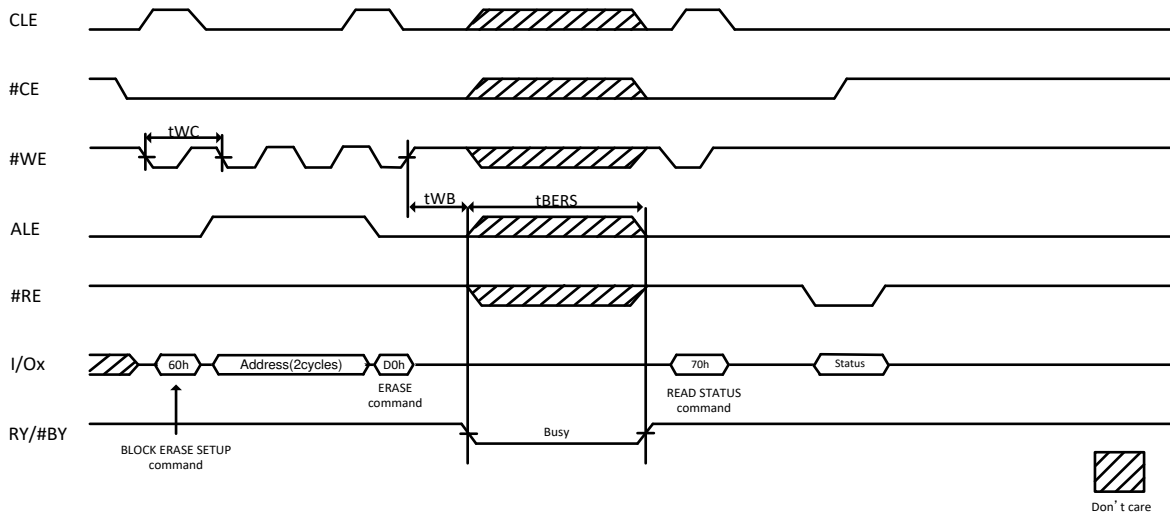 CLE
#CE
tWC
#WE
tWB
tBERS
ALE
#RE
I/Ox
60h
Address(2cycles)
D0h
70h
Status
ERASE
command
READ STATUS
command
RY/#BY
Busy
BLOCK ERASE SETUP
command
Don't care